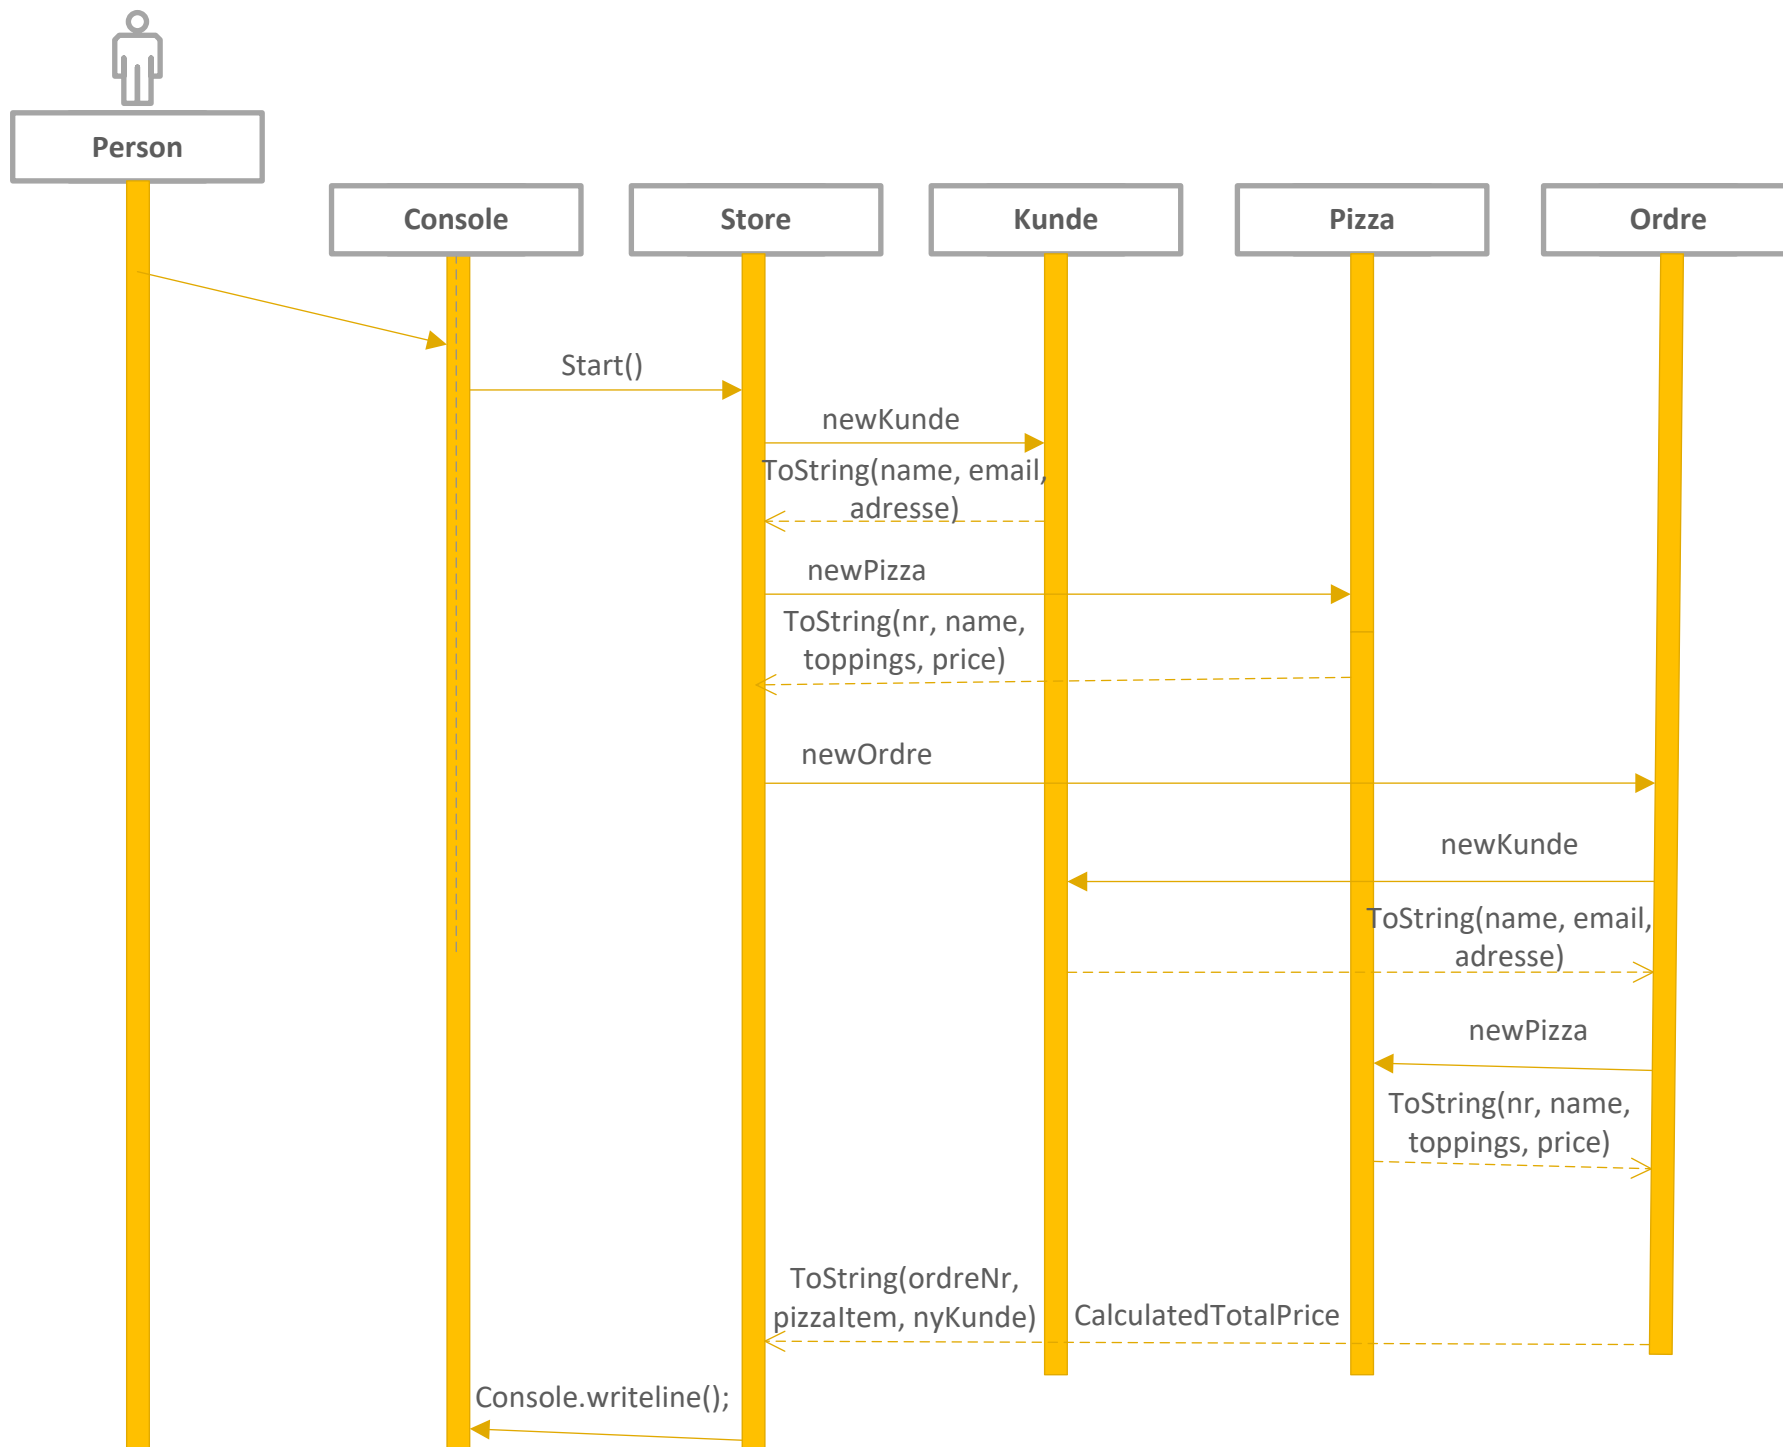 Person
Console
Store
Kunde
Pizza
Ordre
Start()
newKunde
ToString(name, email,
adresse)
newPizza
ToString(nr, name,
toppings, price)
newOrdre
newKunde
ToString(name, email,
adresse)
newPizza
ToString(nr, name,
toppings, price)
ToString(ordreNr,
pizzaItem, nyKunde)
CalculatedTotalPrice
Console.writeline();